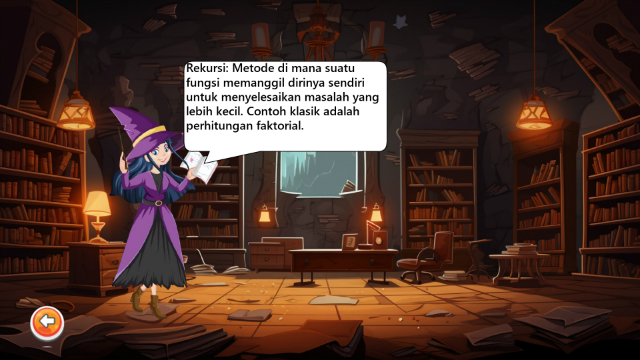 Rekursi: Metode di mana suatu
fungsi memanggil dirinya sendiri
untuk menyelesaikan masalah yang
lebih kecil. Contoh klasik adalah
perhitungan faktorial.